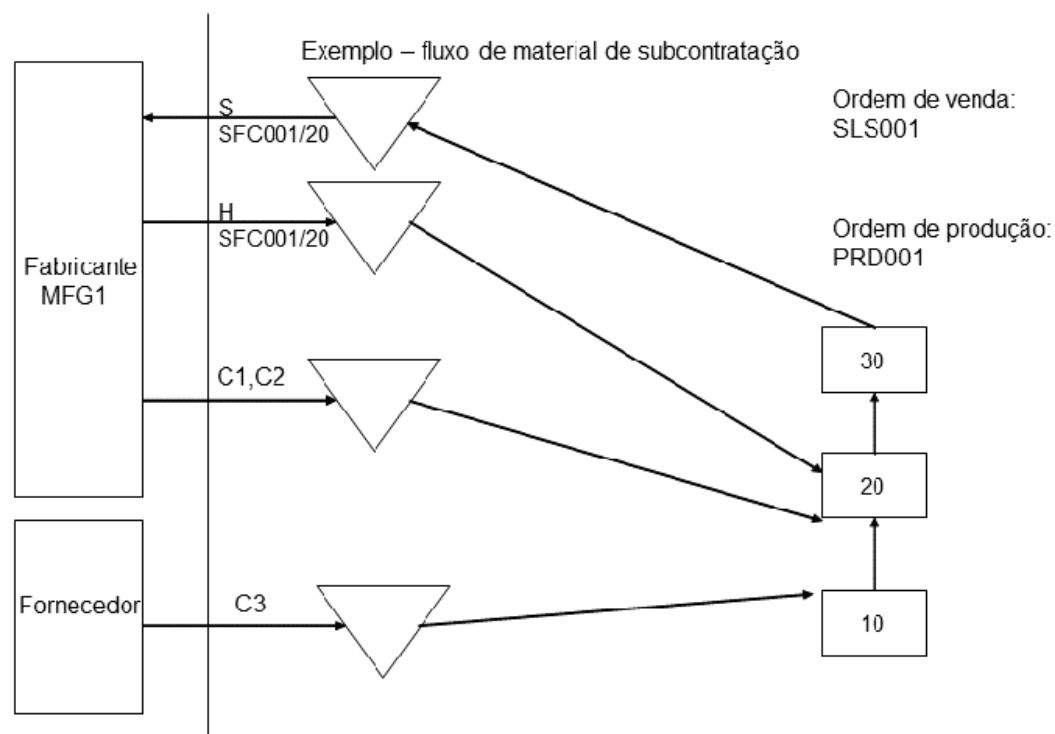 Exemplo – fluxo de material de subcontratação
Ordem de venda:
SLS001
S
SFC001/20
H
SFC001/20
Ordem de produção:
PRD001
Fabricante
MFG1
C1,C2
30
20
Fornecedor
C3
10